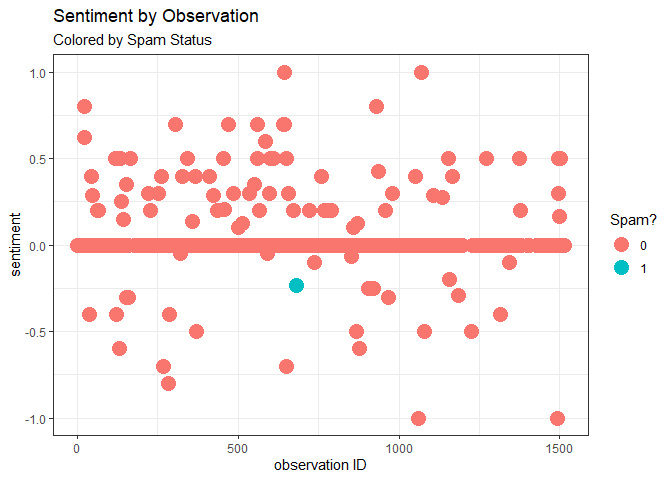 Sentiment by Observation
Colored by Spam Status
1.0
0.5
0.0
-0.5
-1.0
sentiment
0 500 1000 1500
observation ID
Spam?
0
1